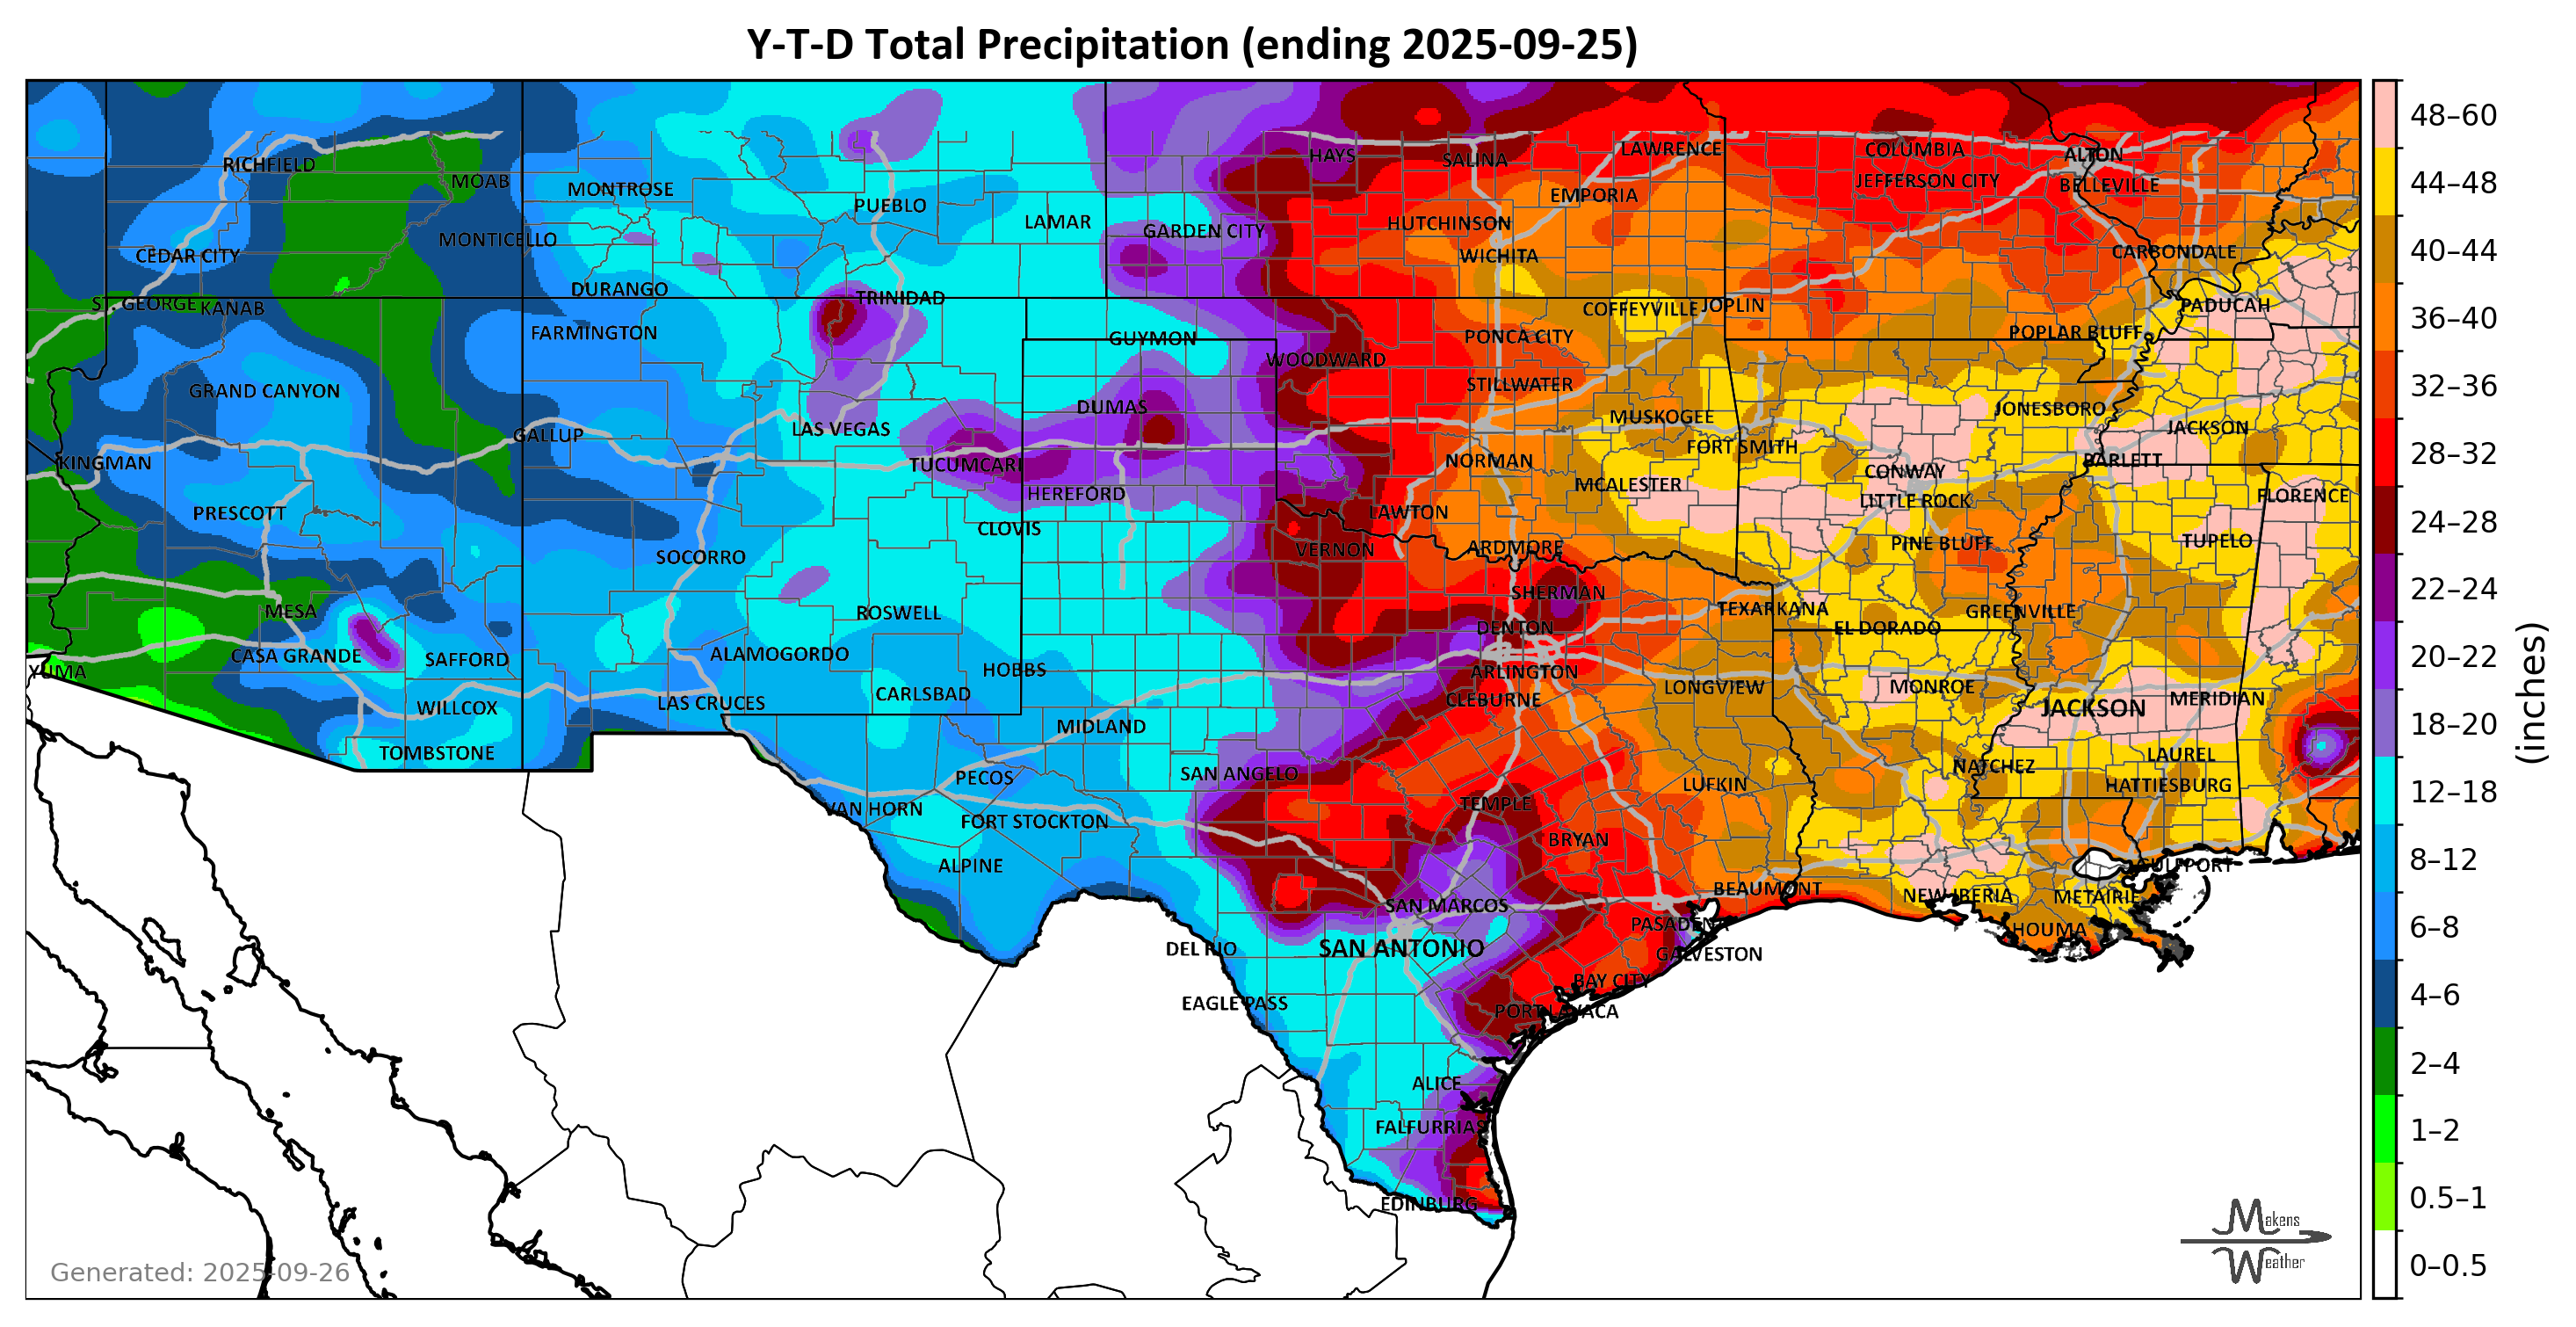 Y-T-D Total Precipitation (ending 2025-09-25)
HAYS
SALINA
LAWRENCE
COLUMBIA
ALTON
RICHFIELD
MOAB
MONTROSE
JEFFERSON CITY
BELLEVILLE
EMPORIA
PUEBLO
LAMAR
GARDEN CITY
HUTCHINSON
MONTICELLO
CEDAR CITY
WICHITA
CARBONDALE
DURANGO
TRINIDAD
ST. GEORGE
KANAB
COFFEYVILLE
JOPLIN
PADUCAH
FARMINGTON
GUYMON
PONCA CITY
POPLAR BLUFF
WOODWARD
STILLWATER
GRAND CANYON
DUMAS
MUSKOGEE
JONESBORO
LAS VEGAS
JACKSON
GALLUP
FORT SMITH
KINGMAN
TUCUMCARI
NORMAN
CONWAY
BARLETT
HEREFORD
MCALESTER
LITTLE ROCK
FLORENCE
PRESCOTT
CLOVIS
LAWTON
SOCORRO
VERNON
ARDMORE
PINE BLUFF
TUPELO
SHERMAN
MESA
ROSWELL
TEXARKANA
GREENVILLE
DENTON
EL DORADO
CASA GRANDE
SAFFORD
ALAMOGORDO
YUMA
HOBBS
ARLINGTON
LONGVIEW
MONROE
WILLCOX
LAS CRUCES
CARLSBAD
CLEBURNE
JACKSON
MERIDIAN
TOMBSTONE
MIDLAND
LAUREL
PECOS
SAN ANGELO
NATCHEZ
LUFKIN
HATTIESBURG
VAN HORN
FORT STOCKTON
TEMPLE
BRYAN
ALPINE
GULFPORT
BEAUMONT
NEW IBERIA
METAIRIE
SAN MARCOS
PASADENA
HOUMA
DEL RIO
SAN ANTONIO
GALVESTON
BAY CITY
EAGLE PASS
PORT LAVACA
ALICE
FALFURRIAS
EDINBURG
48–60
44–48
40–44
36–40
32–36
28–32
24–28
22–24
20–22
18–20
12–18
8–12
6–8
4–6
2–4
1–2
0.5–1
0–0.5
(inches)
Generated: 2025-09-26
Makens
Weather